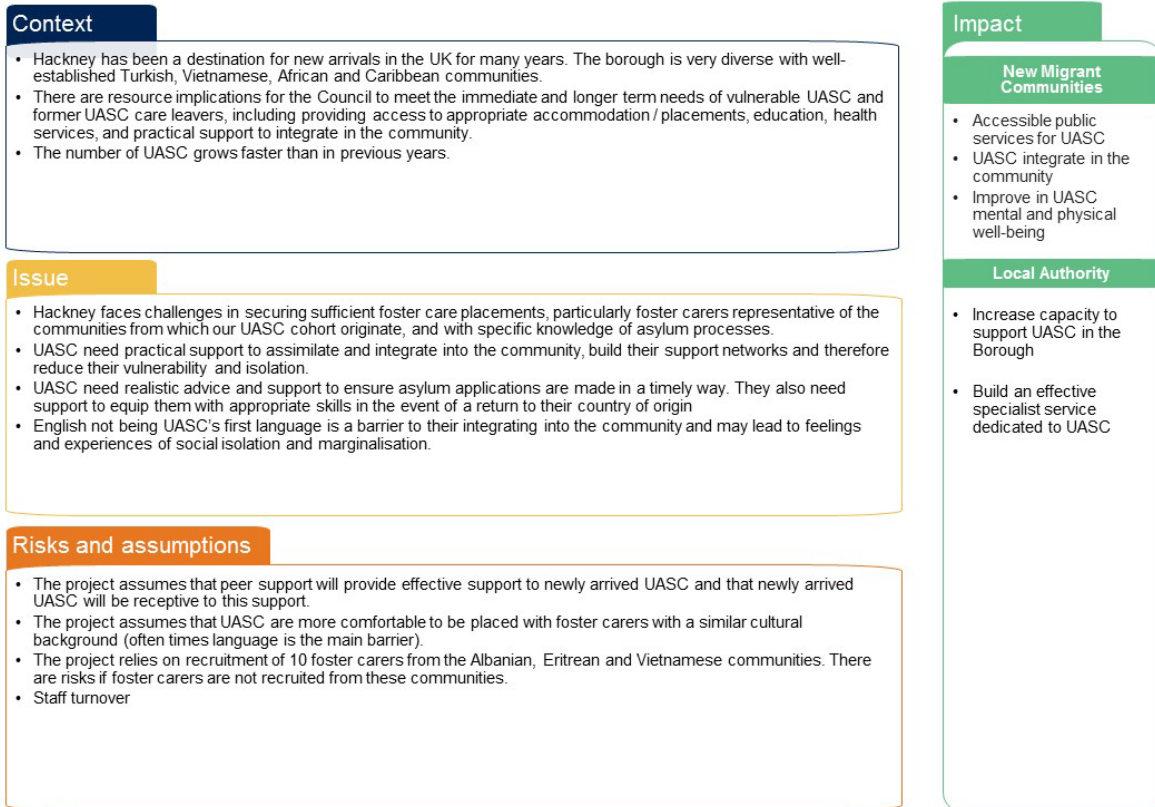 Context
• Hackney has been a destination for new arrivals in the UK for many years. The borough is very diverse with well-
established Turkish, Vietnamese, African and Caribbean communities.
• There are resource implications for the Council to meet the immediate and longer term needs of vulnerable UASC and
former UASC care leavers, including providing access to appropriate accommodation / placements, education, health
services, and practical support to integrate in the community.
• The number of UASC grows faster than in previous years.
Issue
• Hackney faces challenges in securing sufficient foster care placements, particularly foster carers representative of the
communities from which our UASC cohort originate, and with specific knowledge of asylum processes.
• UASC need practical support to assimilate and integrate into the community, build their support networks and therefore
reduce their vulnerability and isolation.
• UASC need realistic advice and support to ensure asylum applications are made in a timely way. They also need
support to equip them with appropriate skills in the event of a return to their country of origin
• English not being UASC's first language is a barrier to their integrating into the community and may lead to feelings
and experiences of social isolation and marginalisation.
Risks and assumptions
• The project assumes that peer support will provide effective support to newly arrived UASC and that newly arrived
UASC will be receptive to this support.
• The project assumes that UASC are more comfortable to be placed with foster carers with a similar cultural
background (often times language is the main barrier).
• The project relies on recruitment of 10 foster carers from the Albanian, Eritrean and Vietnamese communities. There
are risks if foster carers are not recruited from these communities.
• Staff turnover
Impact
New Migrant
Communities
• Accessible public
services for UASC
• UASC integrate in the
community
• Improve in UASC
mental and physical
well-being
Local Authority
• Increase capacity to
support UASC in the
Borough
• Build an effective
specialist service
dedicated to UASC